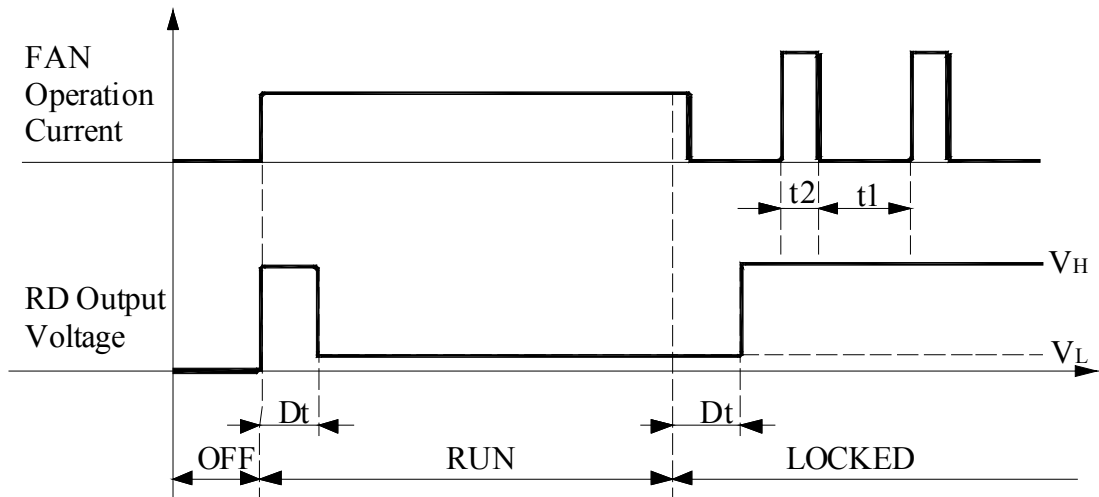 FAN
Operation
Current
t2
t1
VH
RD Output
Voltage
VL
Dt
Dt
OFF
RUN
LOCKED